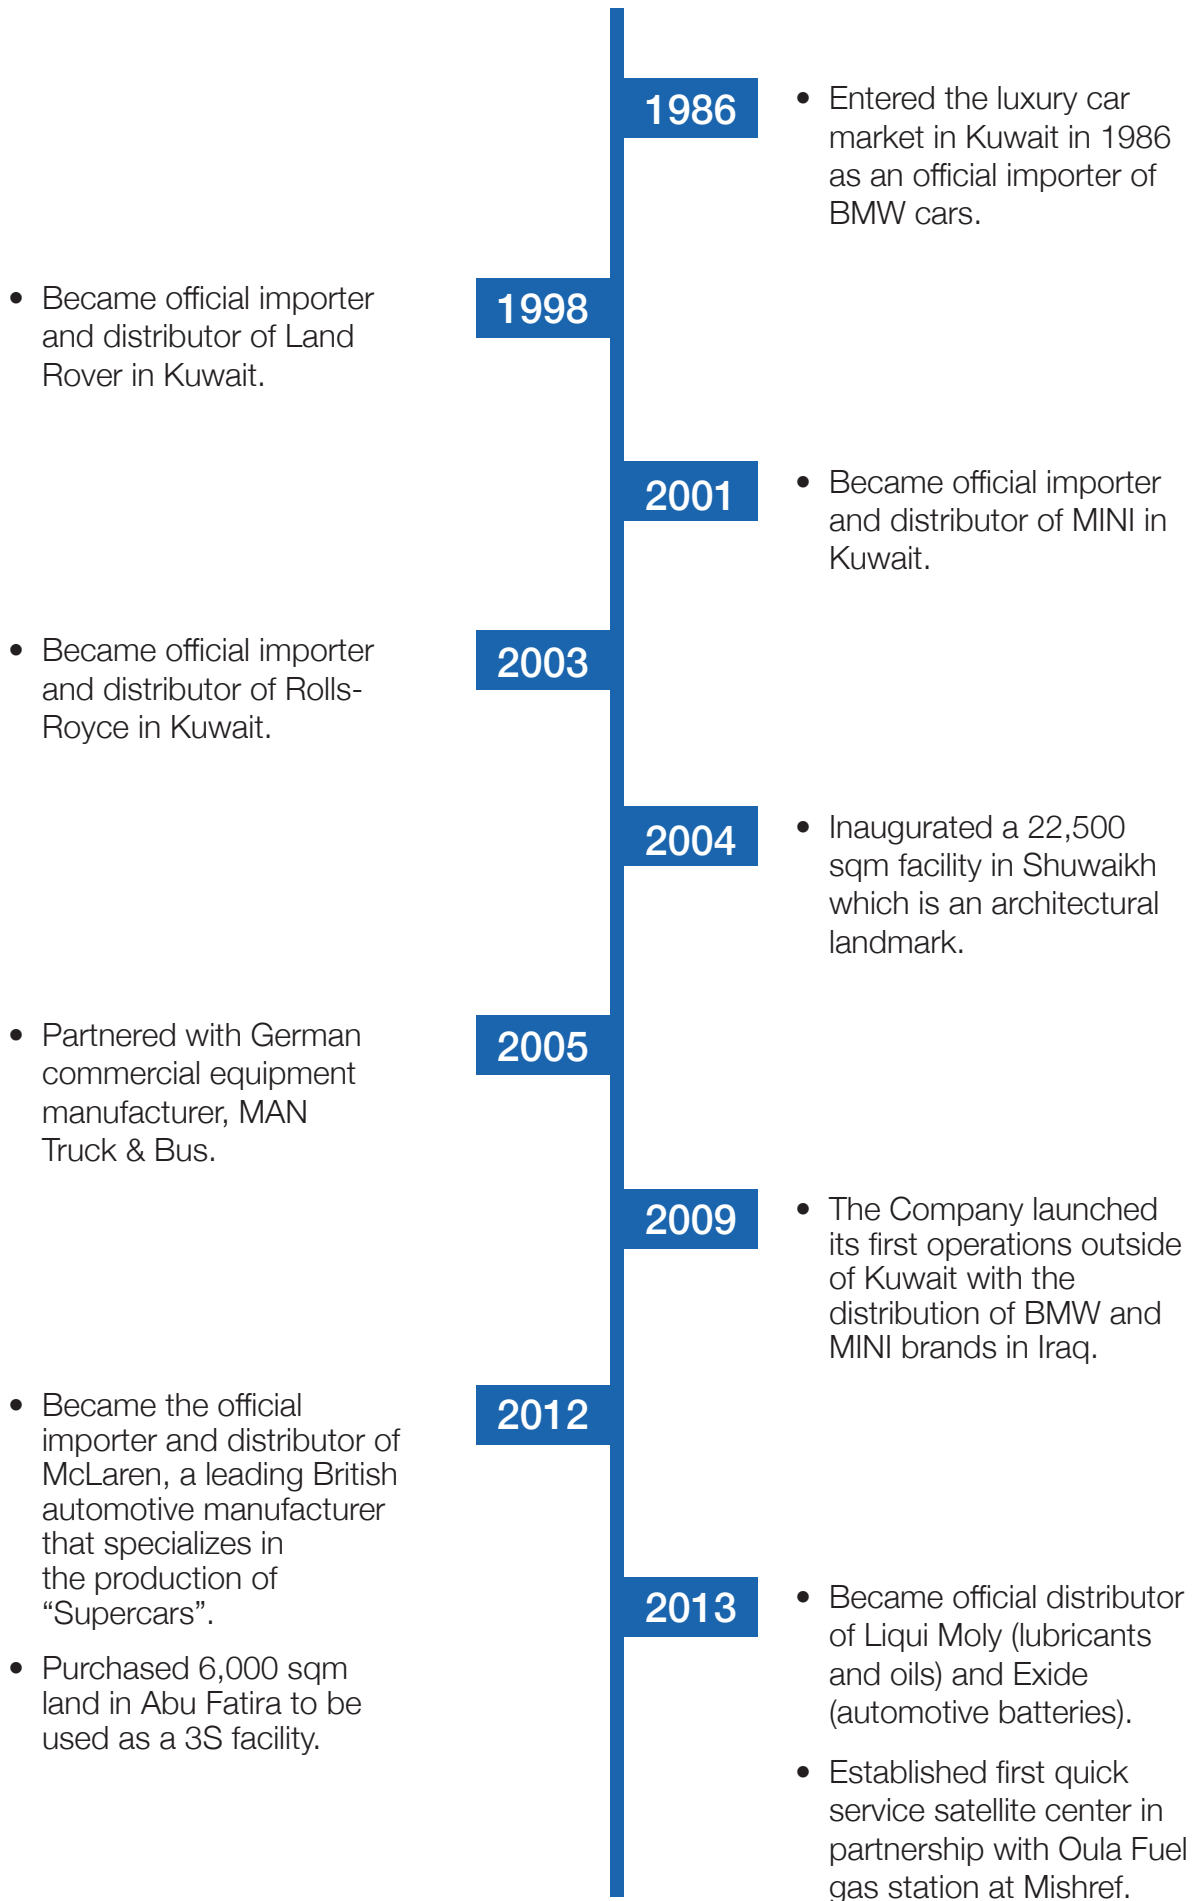 1986
• Entered the luxury car
market in Kuwait in 1986
as an official importer of
BMW cars.
1998
• Became official importer
and distributor of Land
Rover in Kuwait.
2001
• Became official importer
and distributor of MINI in
Kuwait.
2003
• Became official importer
and distributor of Rolls-
Royce in Kuwait.
2004
• Inaugurated a 22,500
sqm facility in Shuwaikh
which is an architectural
landmark.
2005
• Partnered with German
commercial equipment
manufacturer, MAN
Truck & Bus.
2009
• The Company launched
its first operations outside
of Kuwait with the
distribution of BMW and
MINI brands in Iraq.
2012
• Became the official
importer and distributor of
McLaren, a leading British
automotive manufacturer
that specializes in
the production of
“Supercars”.
• Purchased 6,000 sqm
land in Abu Fatira to be
used as a 3S facility.
2013
• Became official distributor
of Liqui Moly (lubricants
and oils) and Exide
(automotive batteries).
• Established first quick
service satellite center in
partnership with Oula Fuel
gas station at Mishref.